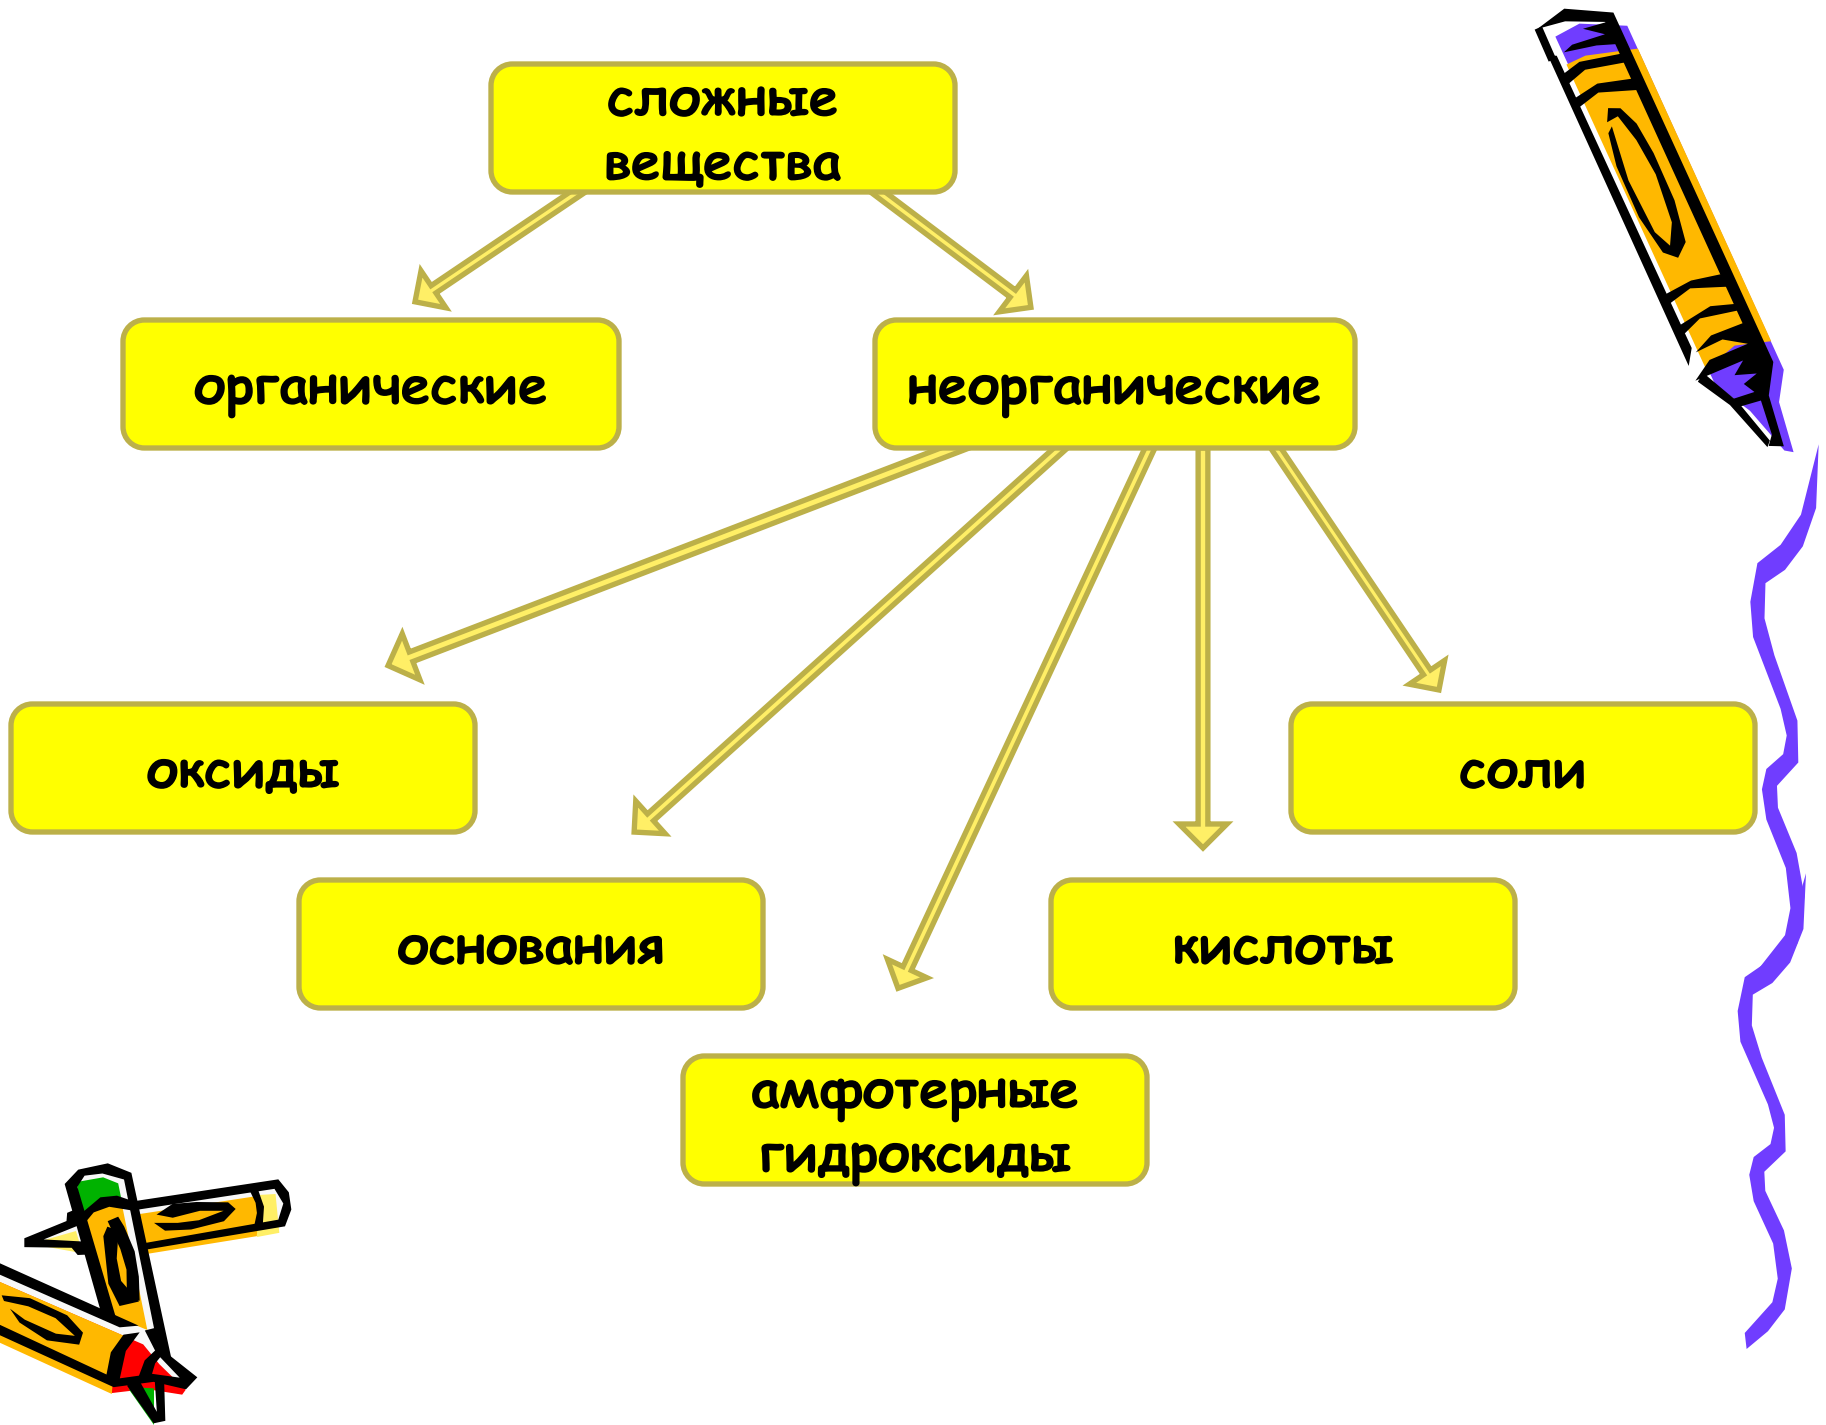 сложные
вещества
органические
неорганические
оксиды
соли
основания
кислоты
амфотерные
гидроксиды